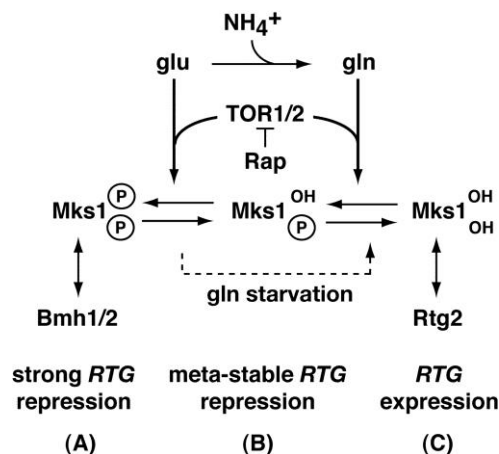 NH4+
glu gln
TOR1/2
Rap
Mks1 P P Mks1 OH P Mks1 OH OH
gln starvation
Bmh1/2 Rtg2
strong RTG meta-stable RTG RTG
repression repression expression
(A) (B) (C)